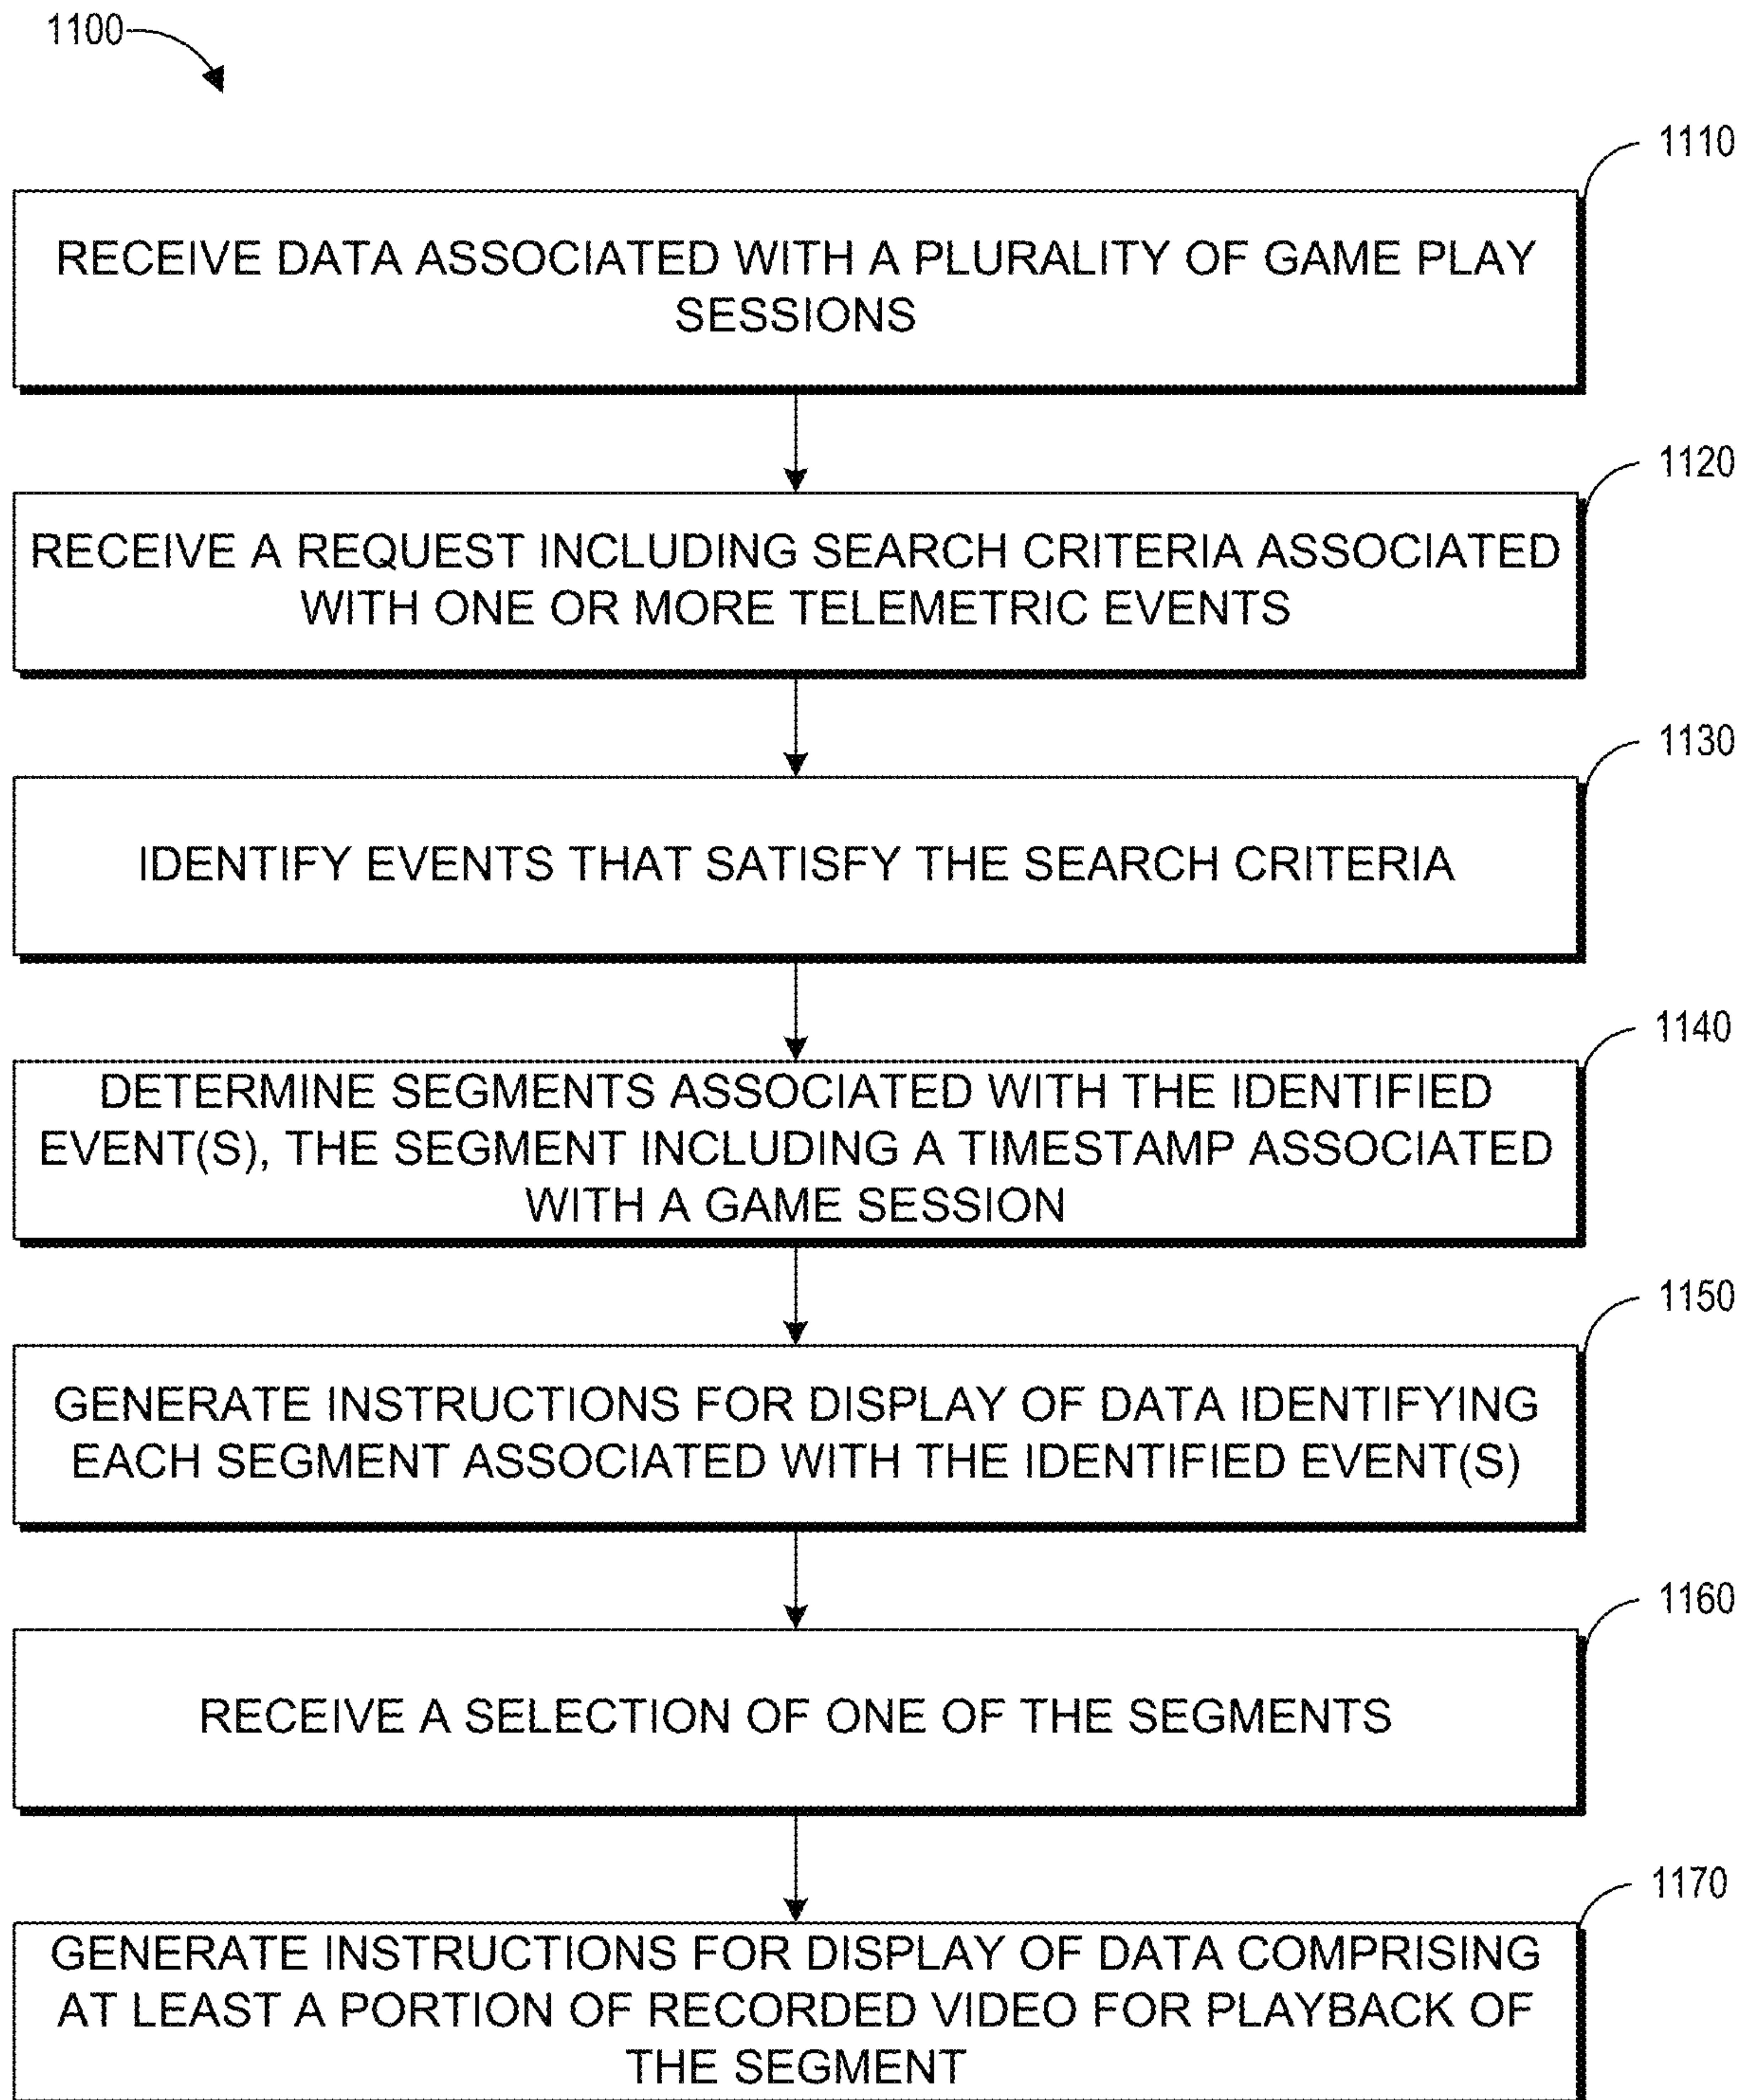 1100
1110
RECEIVE DATA ASSOCIATED WITH A PLURALITY OF GAME PLAY
SESSIONS
1120
RECEIVE A REQUEST INCLUDING SEARCH CRITERIA ASSOCIATED
WITH ONE OR MORE TELEMETRIC EVENTS
1130
IDENTIFY EVENTS THAT SATISFY THE SEARCH CRITERIA
1140
DETERMINE SEGMENTS ASSOCIATED WITH THE IDENTIFIED
EVENT(S), THE SEGMENT INCLUDING A TIMESTAMP ASSOCIATED
WITH A GAME SESSION
1150
GENERATE INSTRUCTIONS FOR DISPLAY OF DATA IDENTIFYING
EACH SEGMENT ASSOCIATED WITH THE IDENTIFIED EVENT(S)
1160
RECEIVE A SELECTION OF ONE OF THE SEGMENTS
1170
GENERATE INSTRUCTIONS FOR DISPLAY OF DATA COMPRISING
AT LEAST A PORTION OF RECORDED VIDEO FOR PLAYBACK OF
THE SEGMENT